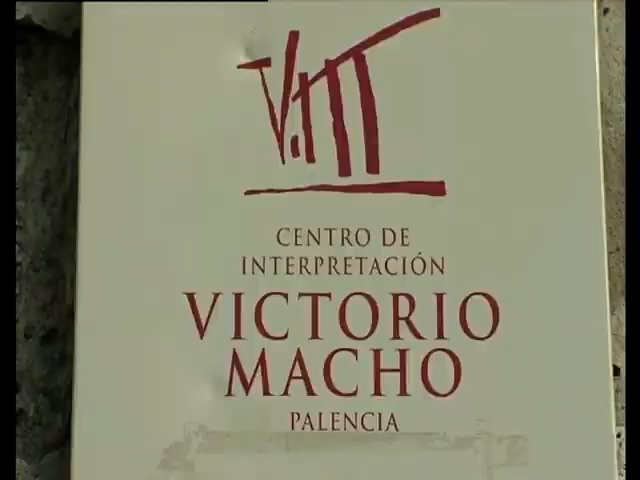 V.M
CENTRO DE
INTERPRETACIÓN
VICTORIO
MACHO
PALENCIA